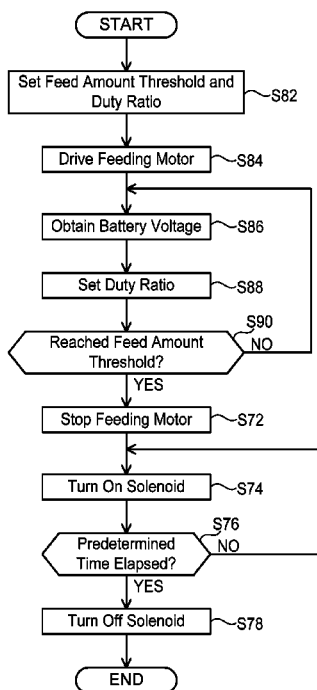 START
Set Feed Amount Threshold and
Duty Ratio
S82
Drive Feeding Motor
S84
Obtain Battery Voltage
S86
Set Duty Ratio
S88
S90
Reached Feed Amount
Threshold?
NO
YES
Stop Feeding Motor
S72
Turn On Solenoid
S74
S76
Predetermined
Time Elapsed?
NO
YES
Turn Off Solenoid
S78
END